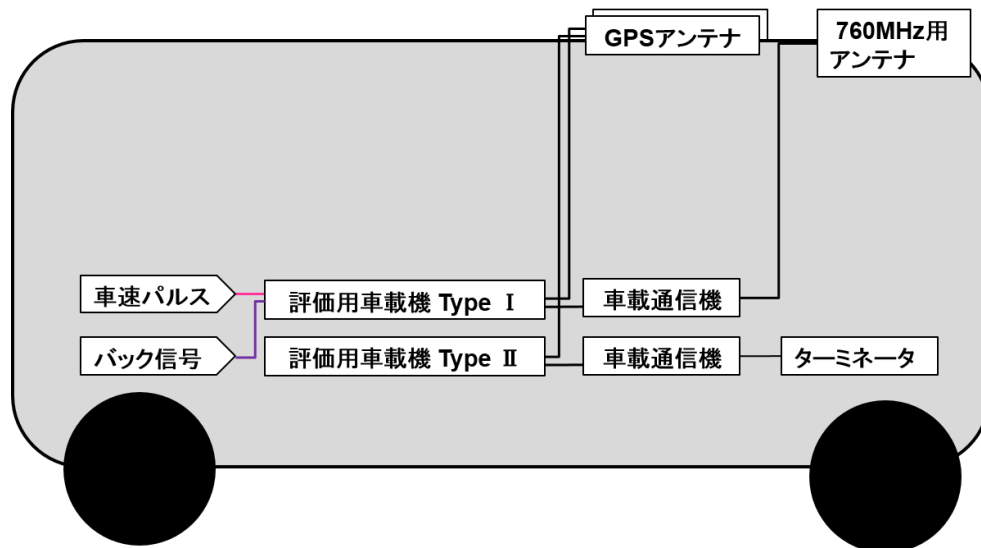 GPSアンテナ
760MHz用
アンテナ
車速パルス
評価用車載機 Type Ⅰ
車載通信機
バック信号
評価用車載機 Type Ⅱ
車載通信機
ターミネータ